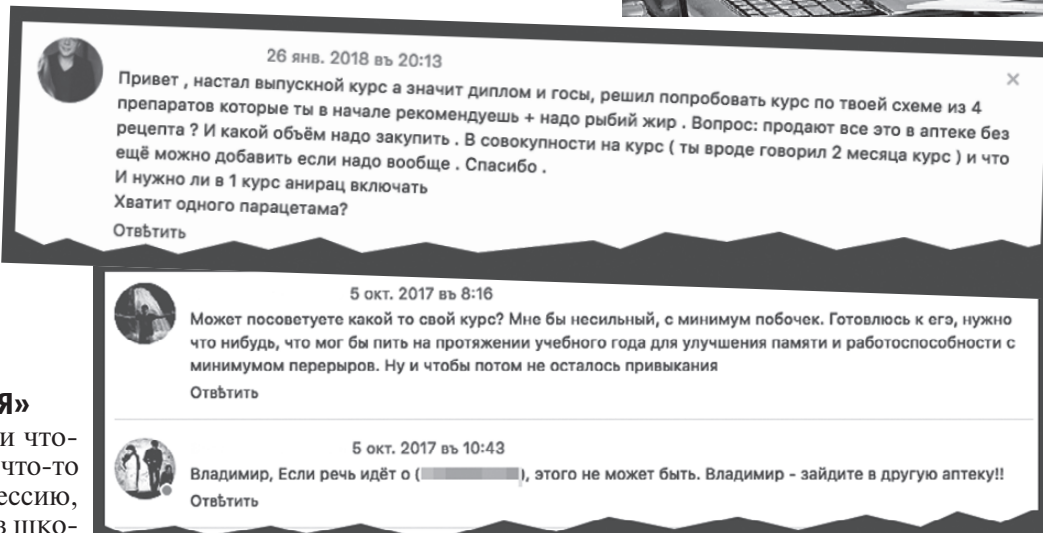 26 янв. 2018 въ 20:13
Привет , настал выпускной курс а значит диплом и госы, решил попробовать курс по твоей схеме из 4
препаратов которые ты в начале рекомендуешь + надо рыбий жир . Вопрос: продают все это в аптеке без
рецепта ? И какой объём надо закупить . В совокупности на курс ( ты вроде говорил 2 месяца курс ) и что
ещё можно добавить если надо вообще . Спасибо .
И нужно ли в 1 курс анирац включать
Хватит одного парацетама?
Отвѣтить
5 окт. 2017 въ 8:16
Может посоветуете какой то свой курс? Мне бы несильный, с минимум побочек. Готовлюсь к егэ, нужно
что нибудь, что мог бы пить на протяжении учебного года для улучшения памяти и работоспособности с
минимумом перерыров. Ну и чтобы потом не осталось привыкания
Отвѣтить
5 окт. 2017 въ 10:43
Владимир, Если речь идёт о ( ), этого не может быть. Владимир - зайдите в другую аптеку!!
Отвѣтить
Я»
и что-
что-то
ессию,
в шко-